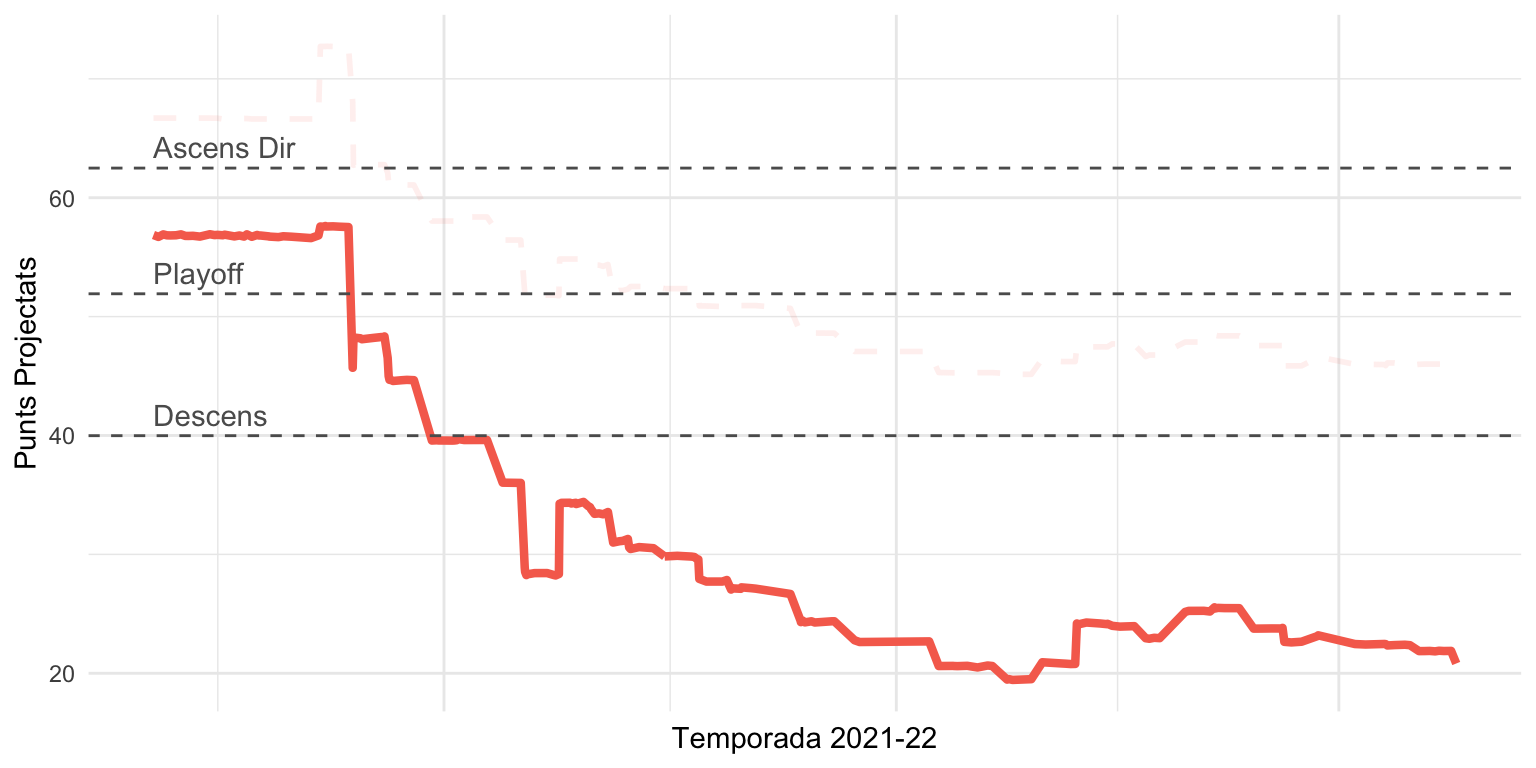 Punts Projectats
60
40
20
Ascens Dir
Playoff
Descens
Temporada 2021-22